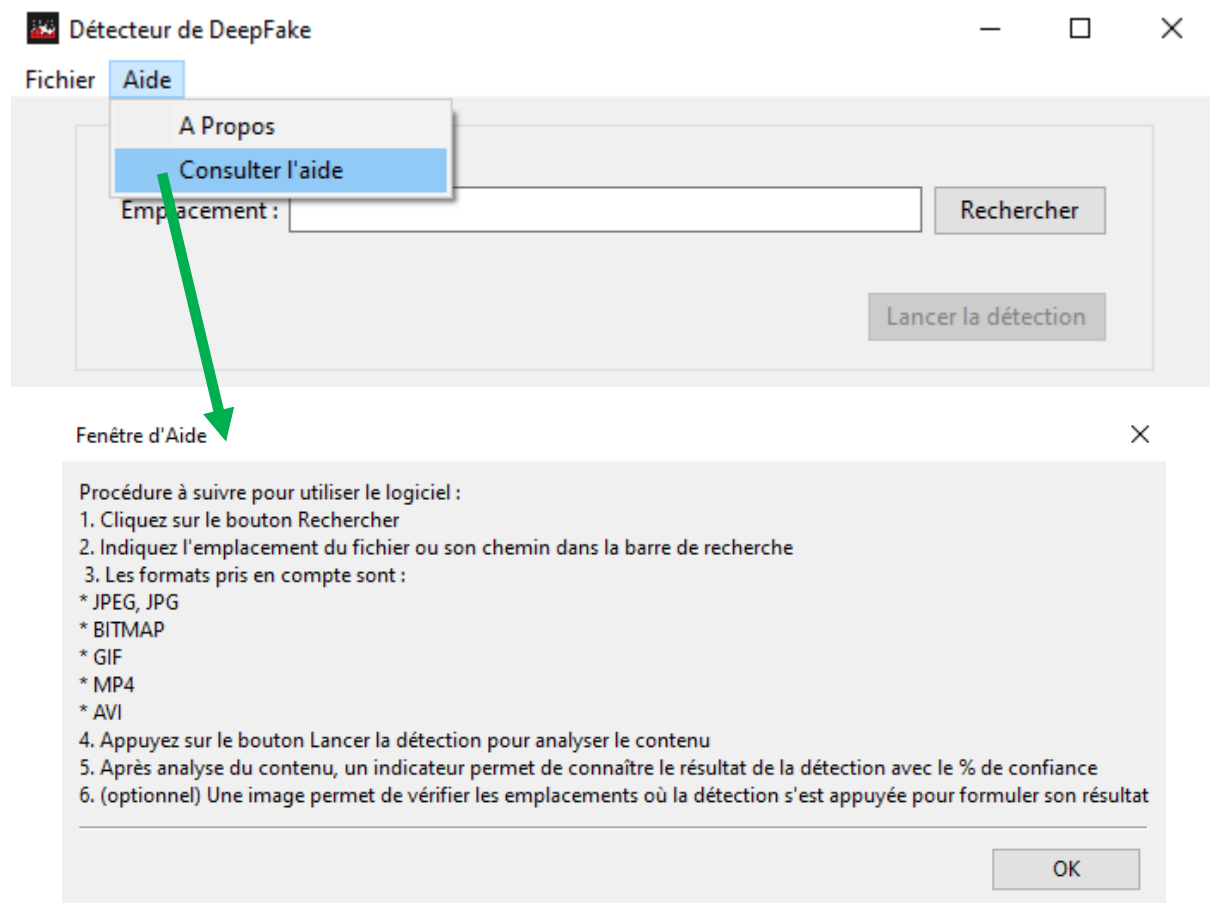 Détecteur de DeepFake
Fichier Aide
A Propos
Consulter l'aide
Emplacement : Rechercher
Lancer la détection
Fenêtre d'Aide
Procédure à suivre pour utiliser le logiciel :
1. Cliquez sur le bouton Rechercher
2. Indiquez l'emplacement du fichier ou son chemin dans la barre de recherche
3. Les formats pris en compte sont :
* JPEG, JPG
* BITMAP
* GIF
* MP4
* AVI
4. Appuyez sur le bouton Lancer la détection pour analyser le contenu
5. Après analyse du contenu, un indicateur permet de connaître le résultat de la détection avec le % de confiance
6. (optionnel) Une image permet de vérifier les emplacements où la détection s'est appuyée pour formuler son résultat
OK